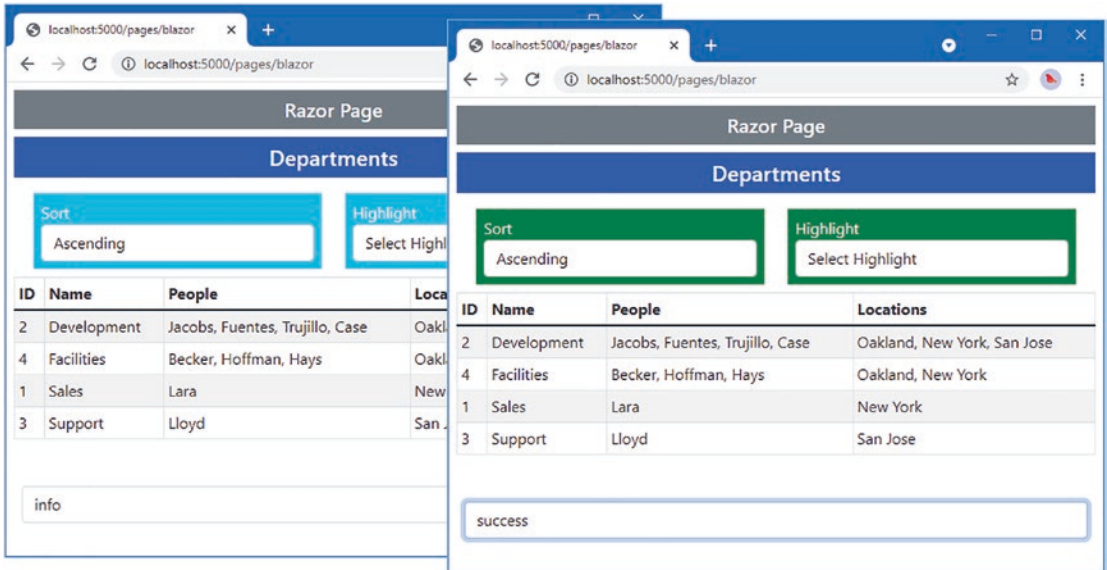 localhost:5000/pages/blazor
localhost:5000/pages/blazor
Razor Page
Departments
Sort
Highlight
Ascending
Select Highl
ID Name People Loca
2 Development Jacobs, Fuentes, Trujillo, Case Oakl
4 Facilities Becker, Hoffman, Hays Oakl
1 Sales Lara New
3 Support Lloyd San J
info
localhost:5000/pages/blazor
localhost:5000/pages/blazor
Razor Page
Departments
Sort
Highlight
Ascending
Select Highlight
ID Name People Locations
2 Development Jacobs, Fuentes, Trujillo, Case Oakland, New York, San Jose
4 Facilities Becker, Hoffman, Hays Oakland, New York
1 Sales Lara New York
3 Support Lloyd San Jose
success